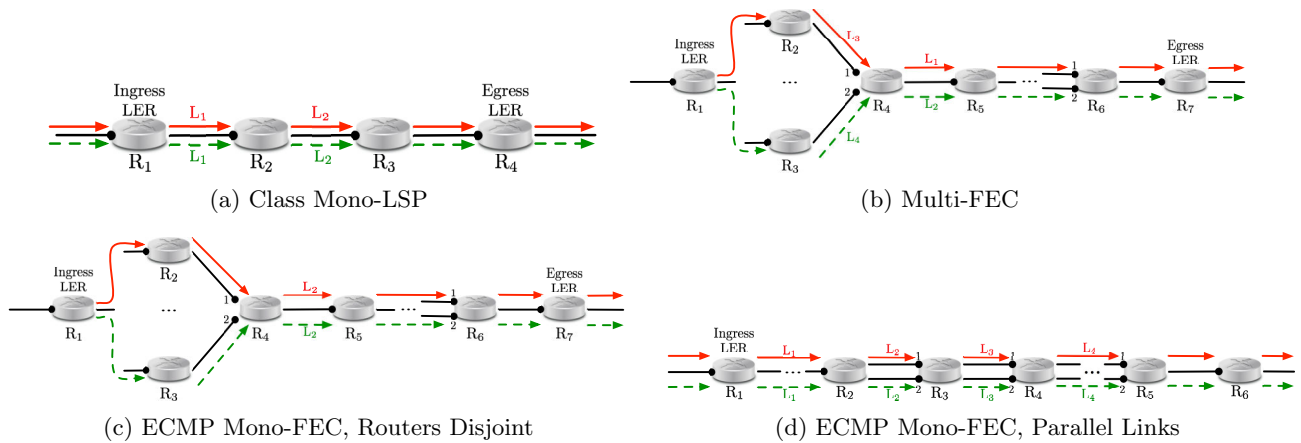 Ingress
LER
L₁
L₂
Egress
LER
R₁
L₁
R₂
L₂
R₃
R₄
(a) Class Mono-LSP
Ingress
LER
R₁
R₂
...
R₃
L₃
L₄
1
2
R₄
L₁
L₂
R₅
...
1
2
R₆
Egress
LER
R₇
(b) Multi-FEC
Ingress
LER
R₁
R₂
...
R₃
1
2
R₄
L₂
L₂
R₅
...
1
2
R₆
Egress
LER
R₇
(c) ECMP Mono-FEC, Routers Disjoint
Ingress
LER
R₁
L₁
...
L₁
R₂
L₂
L₂
1
2
R₃
L₃
L₃
1
2
R₄
L₄
...
L₄
1
2
R₅
R₆
(d) ECMP Mono-FEC, Parallel Links